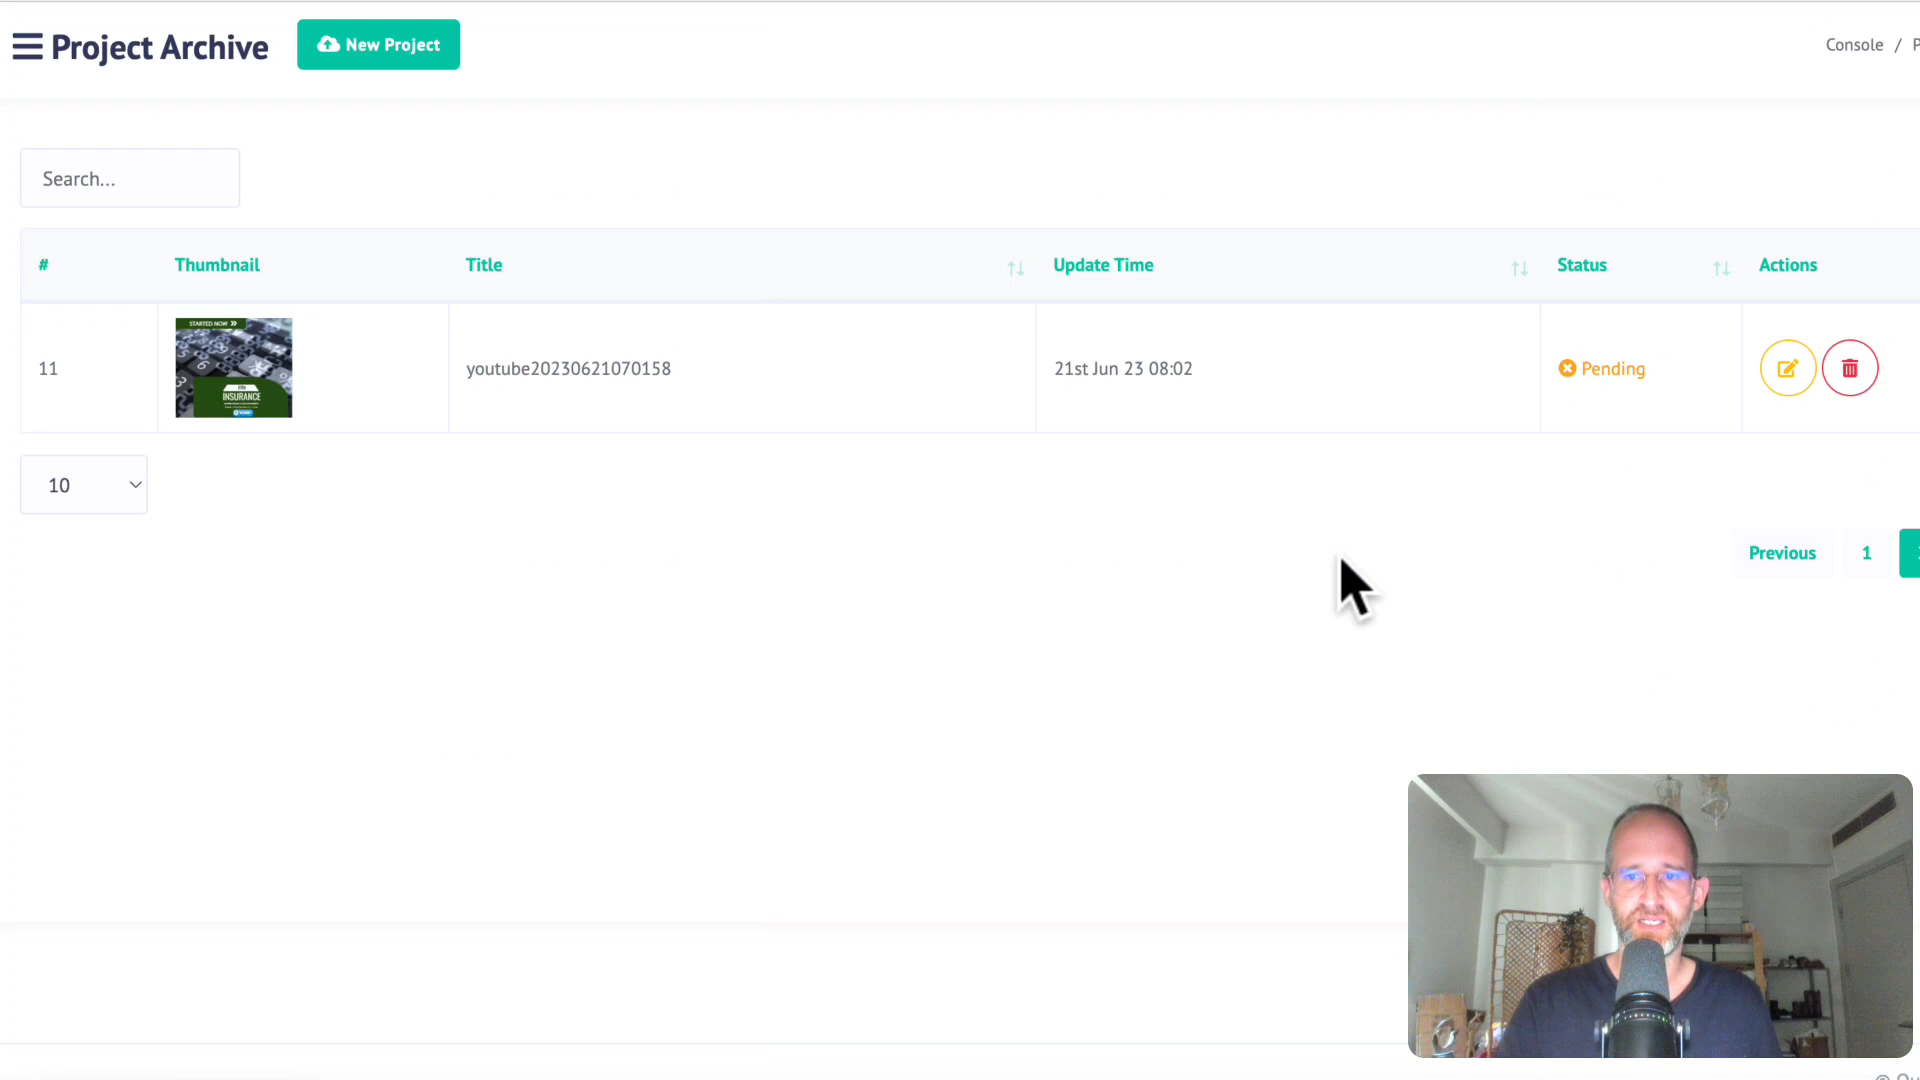 Project Archive
New Project
Console /
Search...
# Thumbnail Title Update Time Status Actions
STARTED NOW
11 youtube20230621070158 21st Jun 23 08:02 Pending
INSURANCE
10
Previous 1